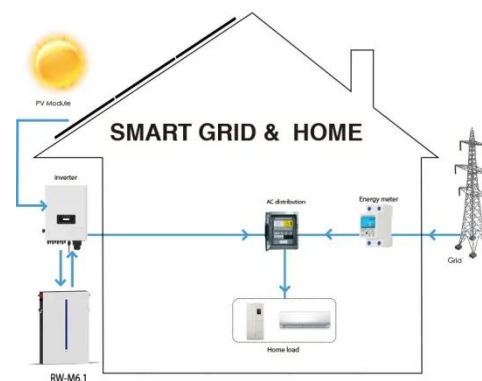 PV Module
SMART GRID & HOME
Inverter
AC distribution
Energy meter
Grid
Home load
RW-M6.1